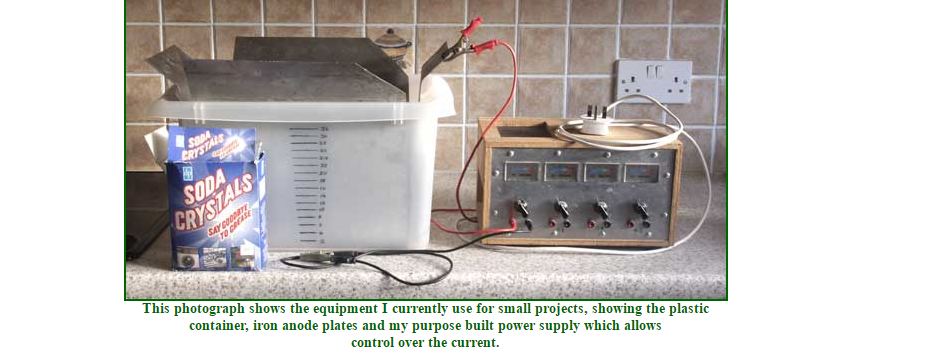 SODA
CRYSTALS
SODA
CRYSTALS
SAY GOODBYE
TO GREASE
This photograph shows the equipment I currently use for small projects, showing the plastic
container, iron anode plates and my purpose built power supply which allows
control over the current.